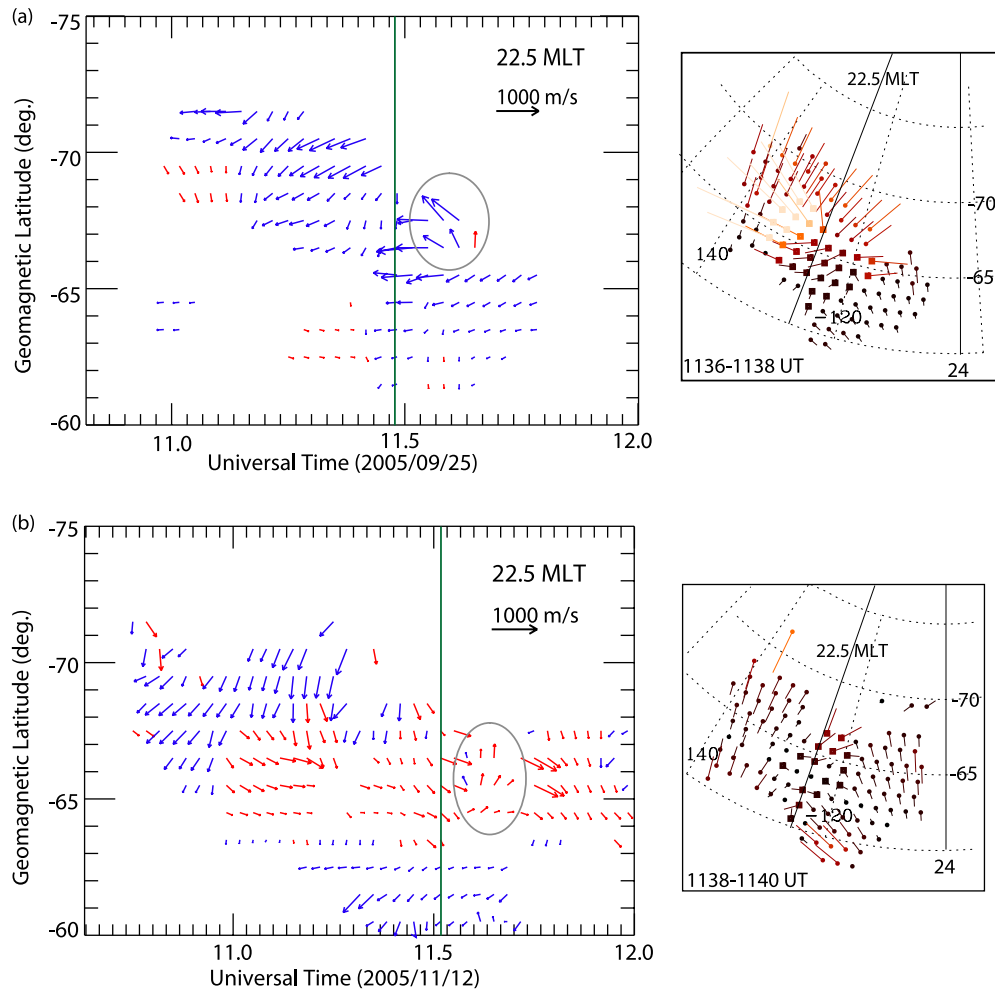 (a)
-75
22.5 MLT
1000 m/s
-70
-65
-60
Geomagnetic Latitude (deg.)
11.0
11.5
12.0
Universal Time (2005/09/25)
22.5 MLT
-70
140
-65
-120
1136-1138 UT
24
(b)
-75
22.5 MLT
1000 m/s
-70
-65
-60
Geomagnetic Latitude (deg.)
11.0
11.5
12.0
Universal Time (2005/11/12)
22.5 MLT
-70
140
-65
-120
24
1138-1140 UT